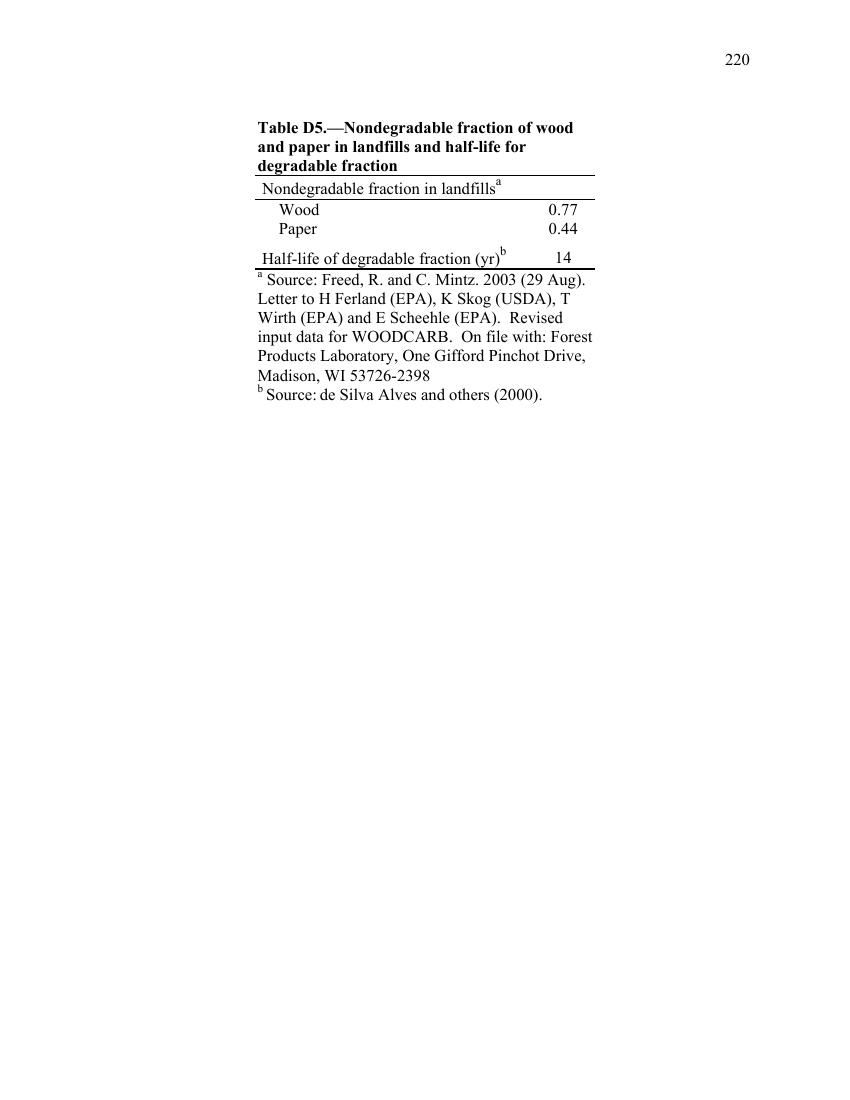 220
Table D5.—Nondegradable fraction of wood
and paper in landfills and half-life for
degradable fraction
Nondegradable fraction in landfillsa
Wood 0.77
Paper 0.44
Half-life of degradable fraction (yr)b 14
a Source: Freed, R. and C. Mintz. 2003 (29 Aug).
Letter to H Ferland (EPA), K Skog (USDA), T
Wirth (EPA) and E Scheehle (EPA).  Revised
input data for WOODCARB.  On file with: Forest
Products Laboratory, One Gifford Pinchot Drive,
Madison, WI 53726-2398
b Source: de Silva Alves and others (2000).